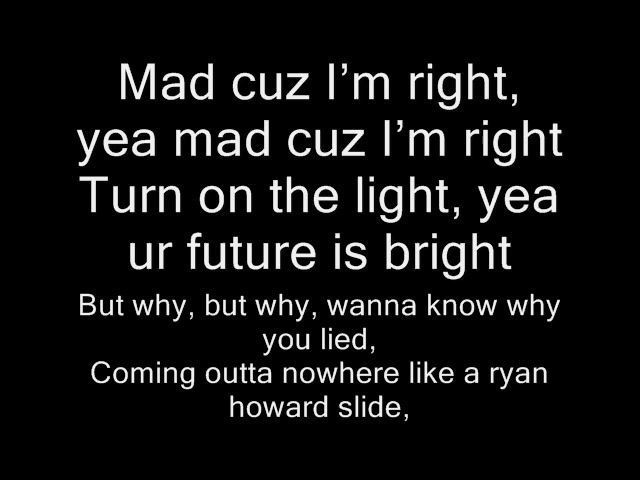 Mad cuz I’m right,
yea mad cuz I’m right
Turn on the light, yea
ur future is bright
But why, but why, wanna know why
you lied,
Coming outta nowhere like a ryan
howard slide,